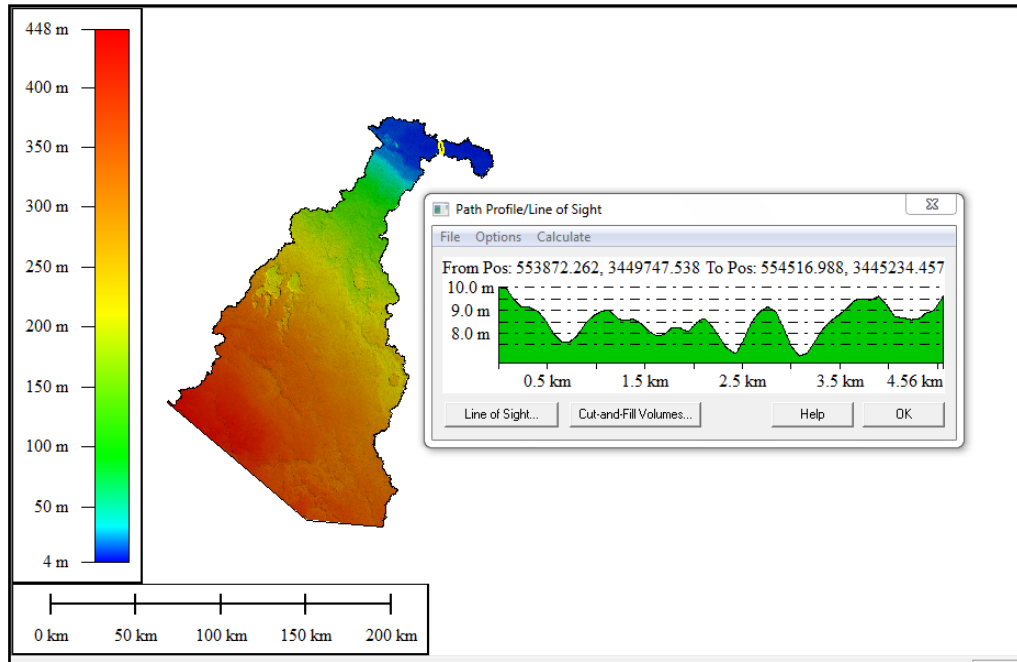 448 m
400 m
350 m
300 m
250 m
200 m
150 m
100 m
50 m
4 m
0 km 50 km 100 km 150 km 200 km
Path Profile/Line of Sight
File Options Calculate
From Pos: 553872.262, 3449747.538 To Pos: 554516.988, 3445234.457
10.0 m
9.0 m
8.0 m
0.5 km 1.5 km 2.5 km 3.5 km 4.56 km
Line of Sight... Cut-and-Fill Volumes... Help OK